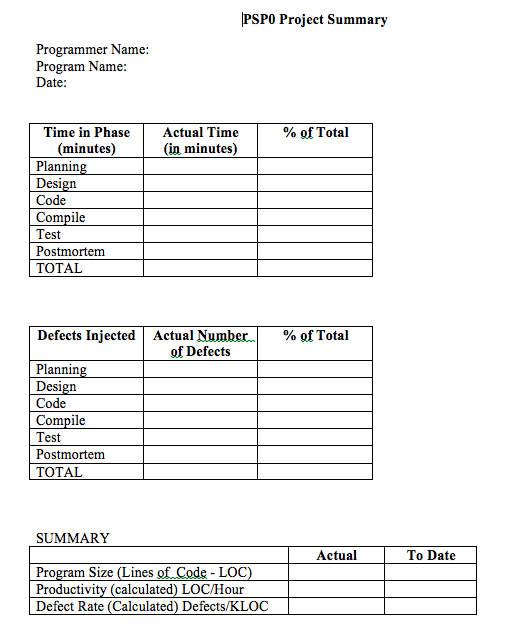 PSP0 Project Summary
Programmer Name:
Program Name:
Date:
Time in Phase (minutes) Actual Time (in minutes) % of Total
Planning
Design
Code
Compile
Test
Postmortem
TOTAL
Defects Injected Actual Number of Defects % of Total
Planning
Design
Code
Compile
Test
Postmortem
TOTAL
SUMMARY
Actual To Date
Program Size (Lines of Code - LOC)
Productivity (calculated) LOC/Hour
Defect Rate (Calculated) Defects/KLOC